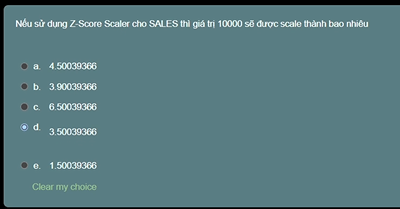 Nếu sử dụng Z-Score Scaler cho SALES thì giá trị 10000 sẽ được scale thành bao nhiêu
a. 4.50039366
b. 3.90039366
c. 6.50039366
d. 3.50039366
e. 1.50039366
Clear my choice